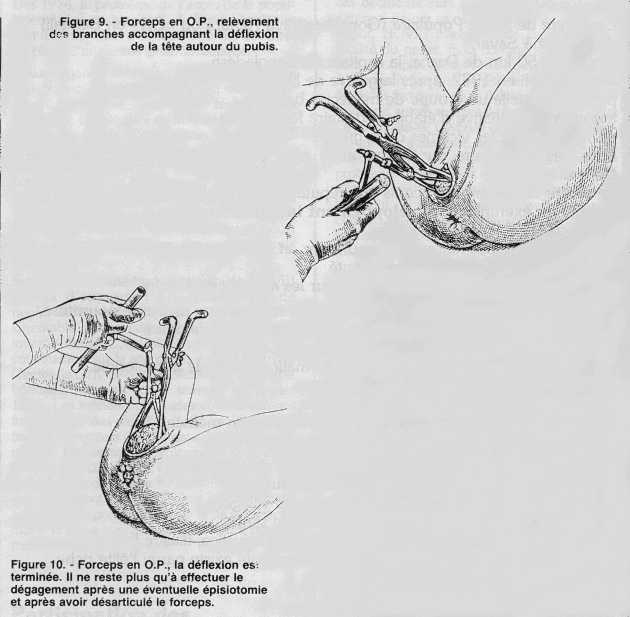 Figure 9. - Forceps en O.P., relèvement
des branches accompagnant la déflexion
de la tête autour du pubis.
Figure 10. - Forceps en O.P., la déflexion es
terminée. Il ne reste plus qu'à effectuer le
dégagement après une éventuelle épisiotomie
et après avoir désarticulé le forceps.